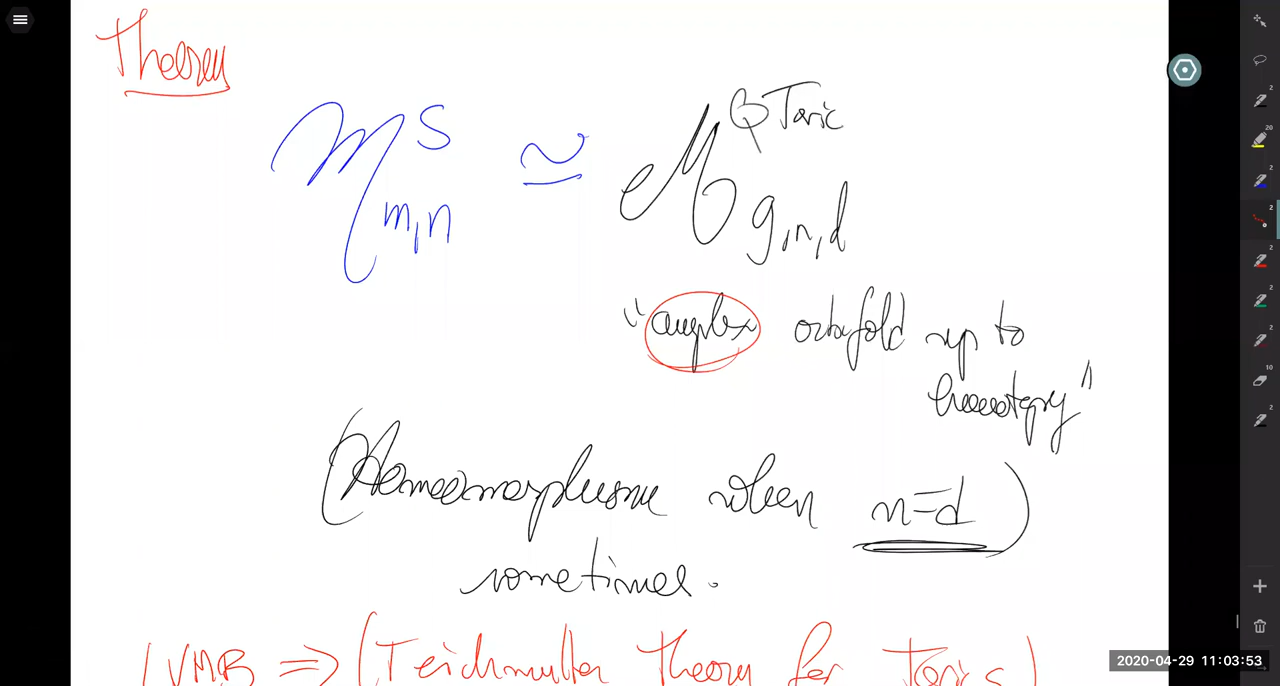 Theorem
M^S_{m,n} ≅ M^{Q Toric}_{g,n,d}
"complex orbifold up to
homotopy"
(Homeomorphism when n=d)
sometimes.
LVMB ⇒ (Teichmuller Theory for Torics)
2020-04-29 11:03:53